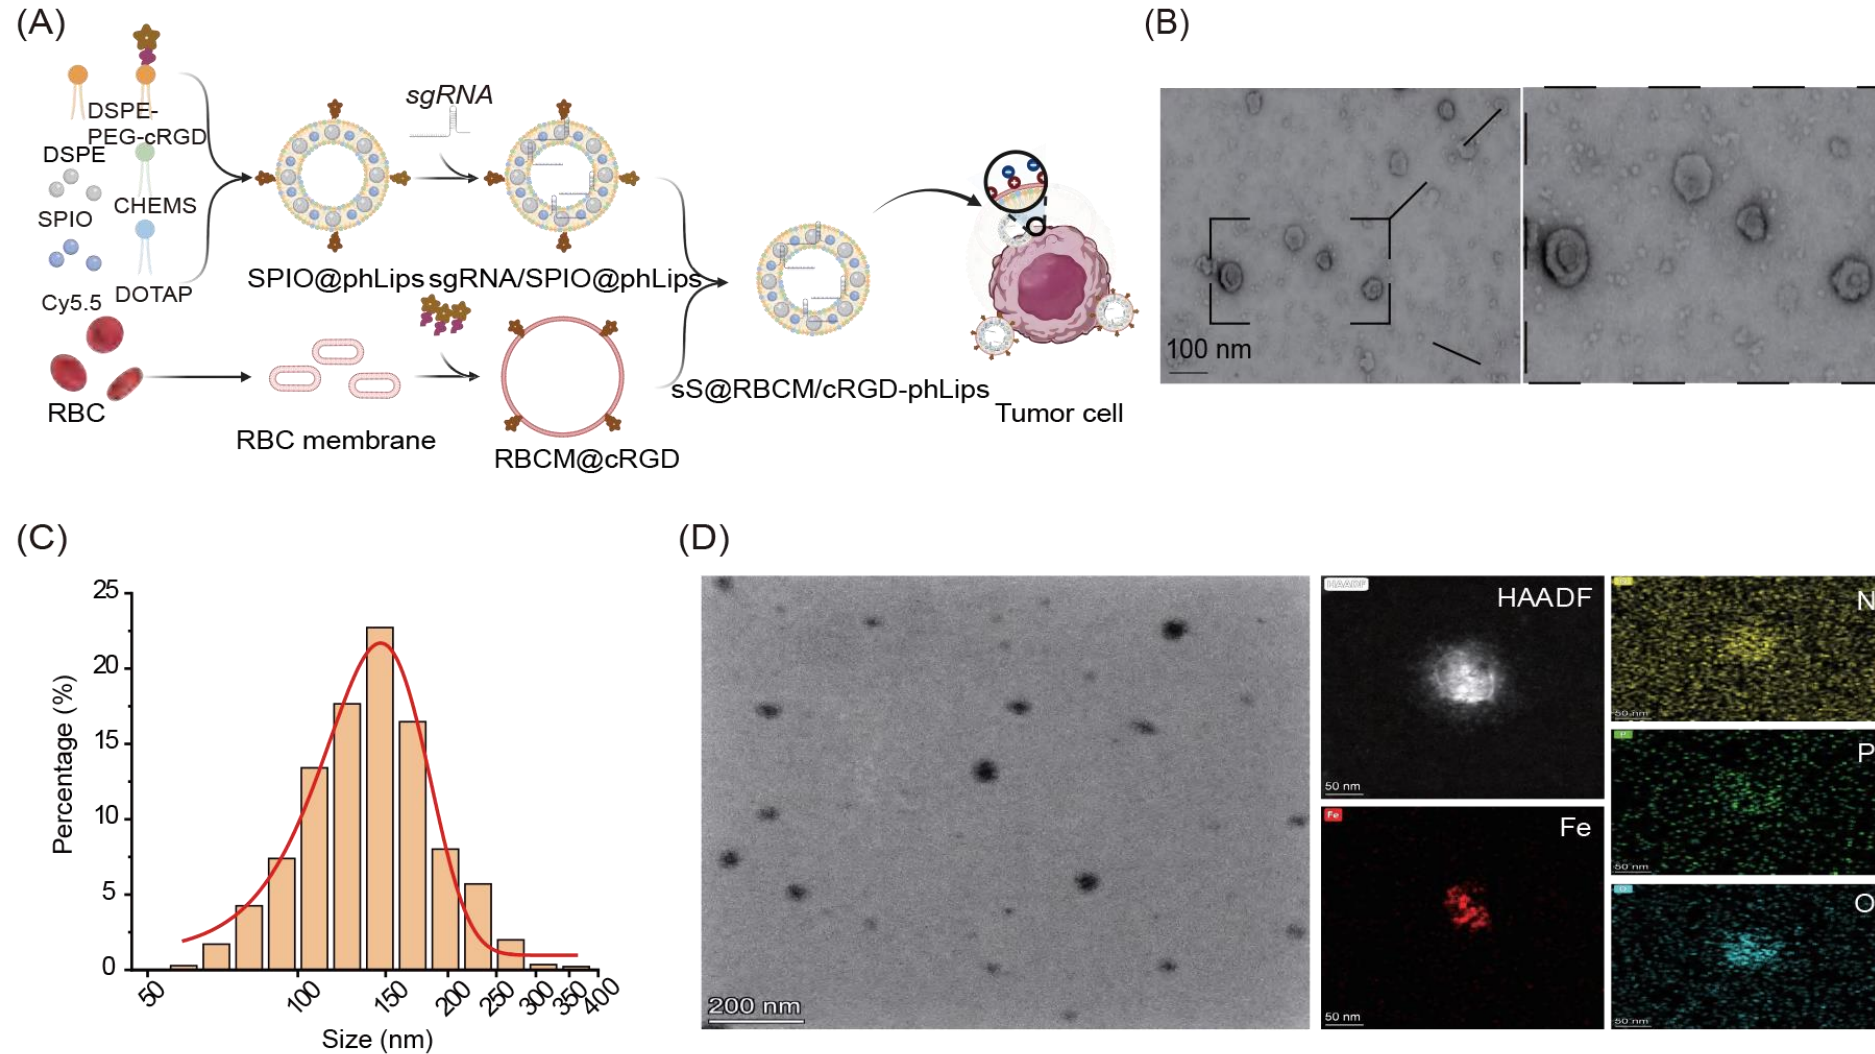 (A)
DSPE-
PEG-cRGD
DSPE
SPIO
CHEMS
Cy5.5
DOTAP
sgRNA
SPIO@phLips
sgRNA/SPIO@phLips
RBC
RBC membrane
RBCM@cRGD
sS@RBCM/cRGD-phLips
Tumor cell
(B)
100 nm
(C)
Percentage (%)
25
20
15
10
5
0
50
100
150
200
250
300
350
400
Size (nm)
(D)
200 nm
HAADF
HAADF
50 nm
Fe
Fe
50 nm
N
50 nm
P
P
50 nm
O
50 nm